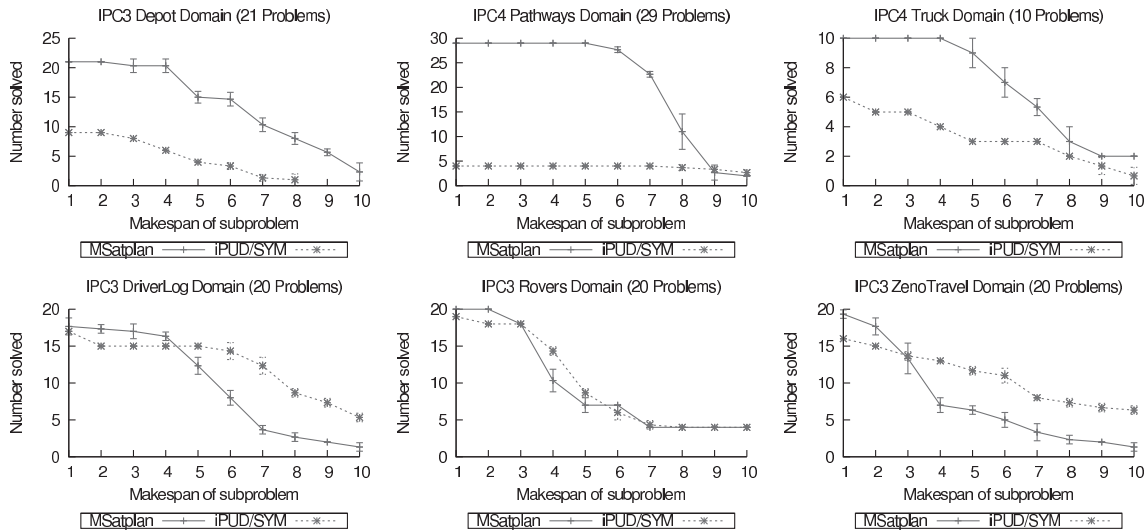 IPC3 Depot Domain (21 Problems)
25
20
15
10
5
0
Number solved
1 2 3 4 5 6 7 8 9 10
Makespan of subproblem
MSatplan iPUD/SYM
IPC4 Pathways Domain (29 Problems)
30
25
20
15
10
5
0
Number solved
1 2 3 4 5 6 7 8 9 10
Makespan of subproblem
MSatplan iPUD/SYM
IPC4 Truck Domain (10 Problems)
10
8
6
4
2
0
Number solved
1 2 3 4 5 6 7 8 9 10
Makespan of subproblem
MSatplan iPUD/SYM
IPC3 DriverLog Domain (20 Problems)
20
15
10
5
0
Number solved
1 2 3 4 5 6 7 8 9 10
Makespan of subproblem
MSatplan iPUD/SYM
IPC3 Rovers Domain (20 Problems)
20
15
10
5
0
Number solved
1 2 3 4 5 6 7 8 9 10
Makespan of subproblem
MSatplan iPUD/SYM
IPC3 ZenoTravel Domain (20 Problems)
20
15
10
5
0
Number solved
1 2 3 4 5 6 7 8 9 10
Makespan of subproblem
MSatplan iPUD/SYM